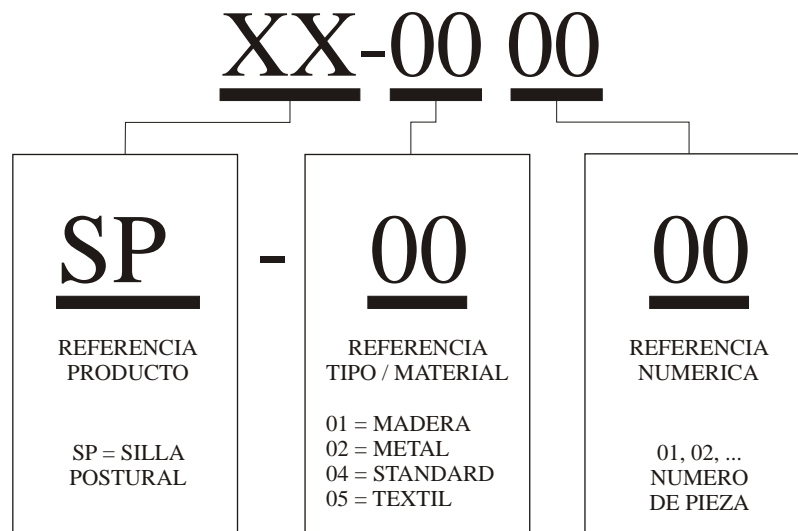 XX-00 00
SP - 00 00
REFERENCIA
PRODUCTO
SP = SILLA
POSTURAL
REFERENCIA
TIPO / MATERIAL
01 = MADERA
02 = METAL
04 = STANDARD
05 = TEXTIL
REFERENCIA
NUMERICA
01, 02, ...
NUMERO
DE PIEZA